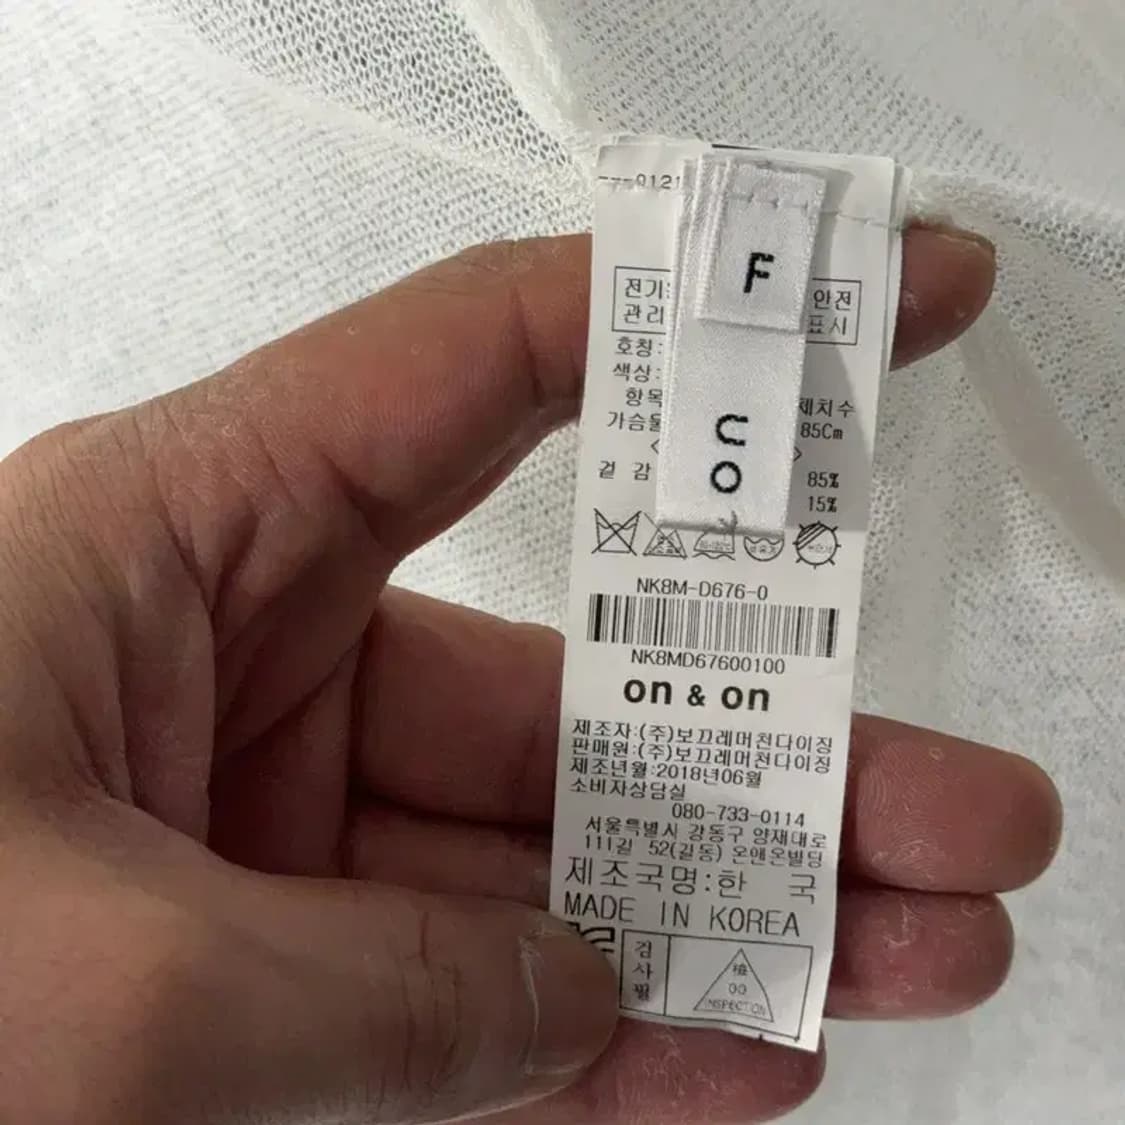 0121
F
전기 안전
관리 표시
호칭:
색상:
항목 제치수
가슴둘 85Cm
C
O
겉 감 85%
15%
NK8M-D676-0
NK8MD67600100
on & on
제조자:(주)보끄레머천다이징
판매원:(주)보끄레머천다이징
제조년월:2018년06월
소비자상담실
080-733-0114
서울특별시 강동구 양재대로
111길 52(길동) 온앤온빌딩
제조국명:한 국
MADE IN KOREA
검
사
필
檢
00
INSPECTION